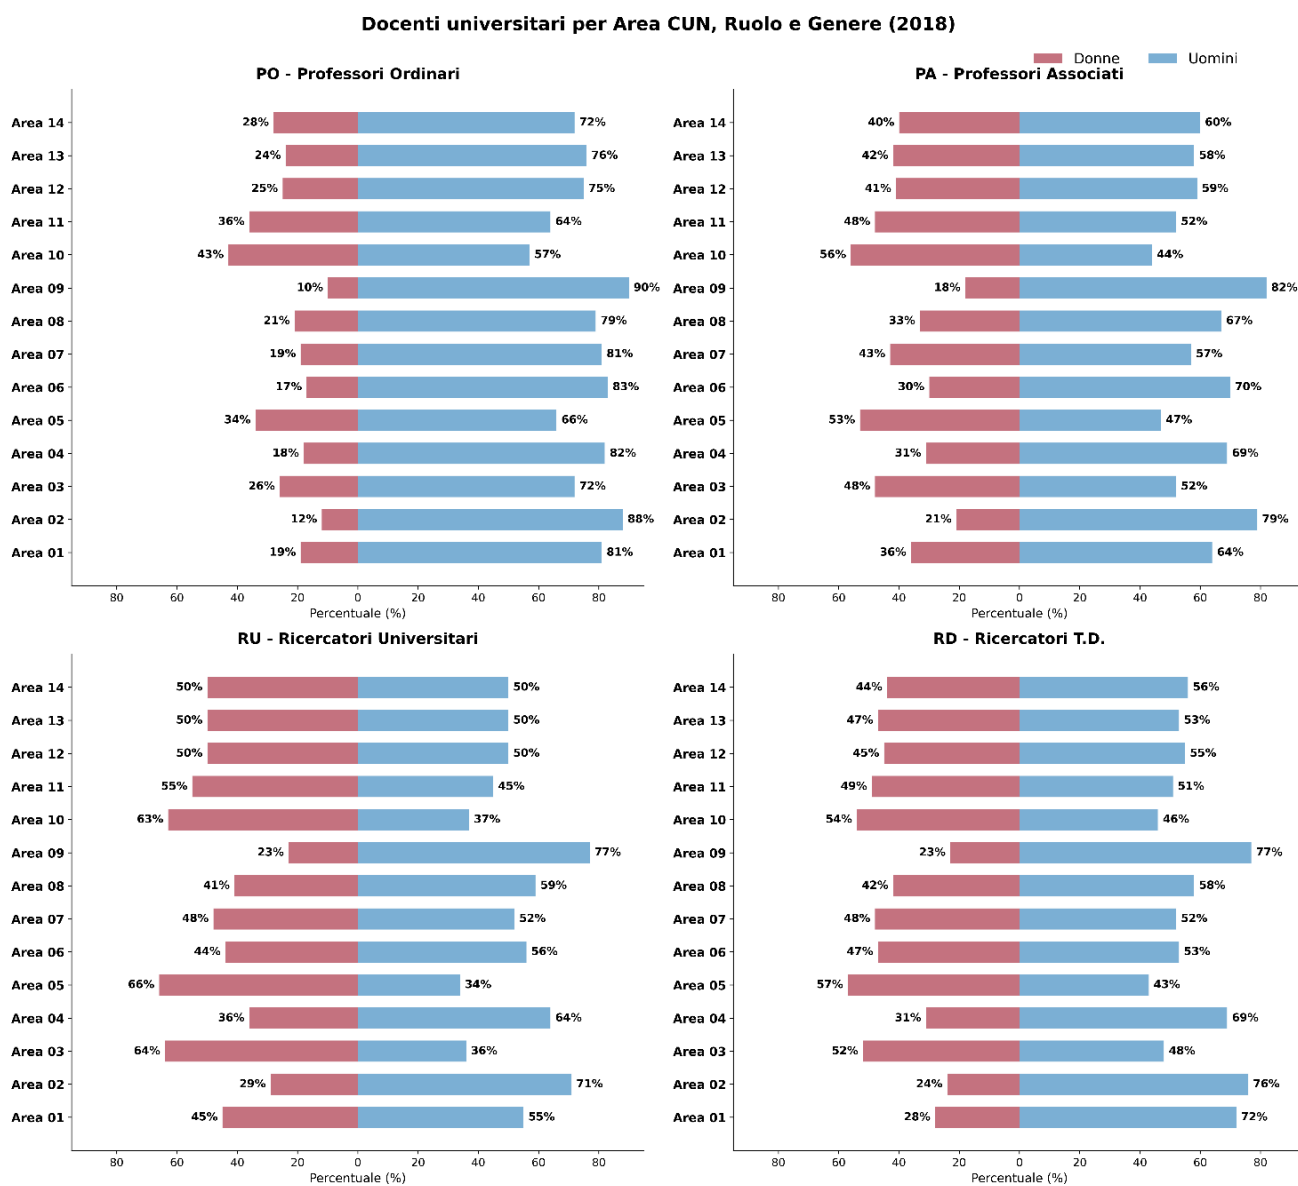 Docenti universitari per Area CUN, Ruolo e Genere (2018)
Donne Uomini
PO - Professori Ordinari
Area 14 28% 72%
Area 13 24% 76%
Area 12 25% 75%
Area 11 36% 64%
Area 10 43% 57%
Area 09 10% 90%
Area 08 21% 79%
Area 07 19% 81%
Area 06 17% 83%
Area 05 34% 66%
Area 04 18% 82%
Area 03 26% 72%
Area 02 12% 88%
Area 01 19% 81%
80 60 40 20 0 20 40 60 80
Percentuale (%)
PA - Professori Associati
Area 14 40% 60%
Area 13 42% 58%
Area 12 41% 59%
Area 11 48% 52%
Area 10 56% 44%
Area 09 18% 82%
Area 08 33% 67%
Area 07 43% 57%
Area 06 30% 70%
Area 05 53% 47%
Area 04 31% 69%
Area 03 48% 52%
Area 02 21% 79%
Area 01 36% 64%
80 60 40 20 0 20 40 60 80
Percentuale (%)
RU - Ricercatori Universitari
Area 14 50% 50%
Area 13 50% 50%
Area 12 50% 50%
Area 11 55% 45%
Area 10 63% 37%
Area 09 23% 77%
Area 08 41% 59%
Area 07 48% 52%
Area 06 44% 56%
Area 05 66% 34%
Area 04 36% 64%
Area 03 64% 36%
Area 02 29% 71%
Area 01 45% 55%
80 60 40 20 0 20 40 60 80
Percentuale (%)
RD - Ricercatori T.D.
Area 14 44% 56%
Area 13 47% 53%
Area 12 45% 55%
Area 11 49% 51%
Area 10 54% 46%
Area 09 23% 77%
Area 08 42% 58%
Area 07 48% 52%
Area 06 47% 53%
Area 05 57% 43%
Area 04 31% 69%
Area 03 52% 48%
Area 02 24% 76%
Area 01 28% 72%
80 60 40 20 0 20 40 60 80
Percentuale (%)